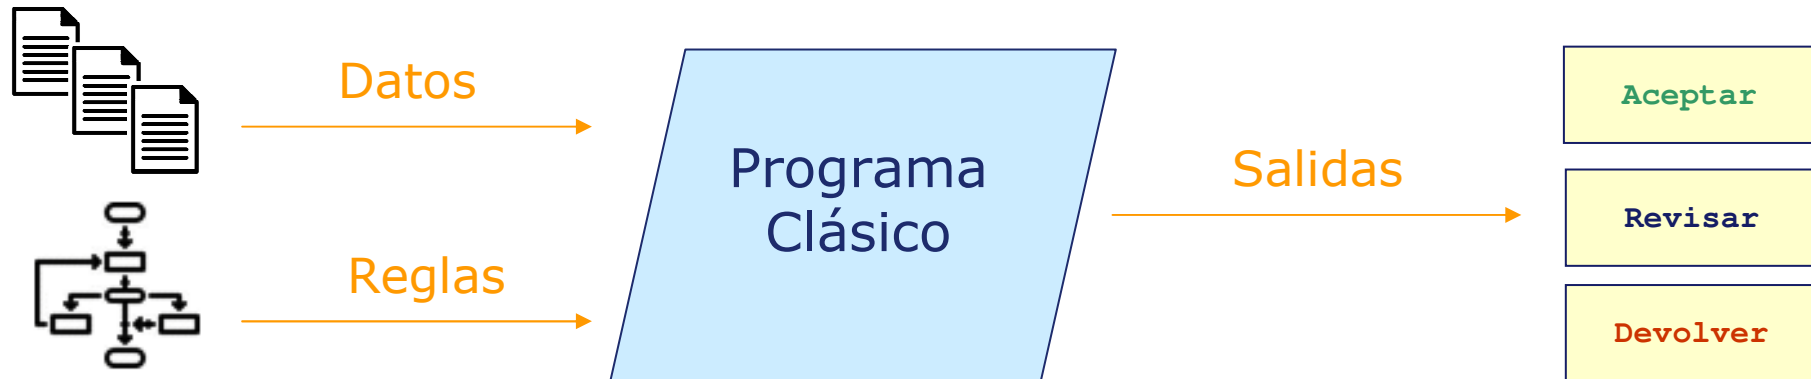 Datos
Reglas
Programa
Clásico
Salidas
Aceptar
Revisar
Devolver